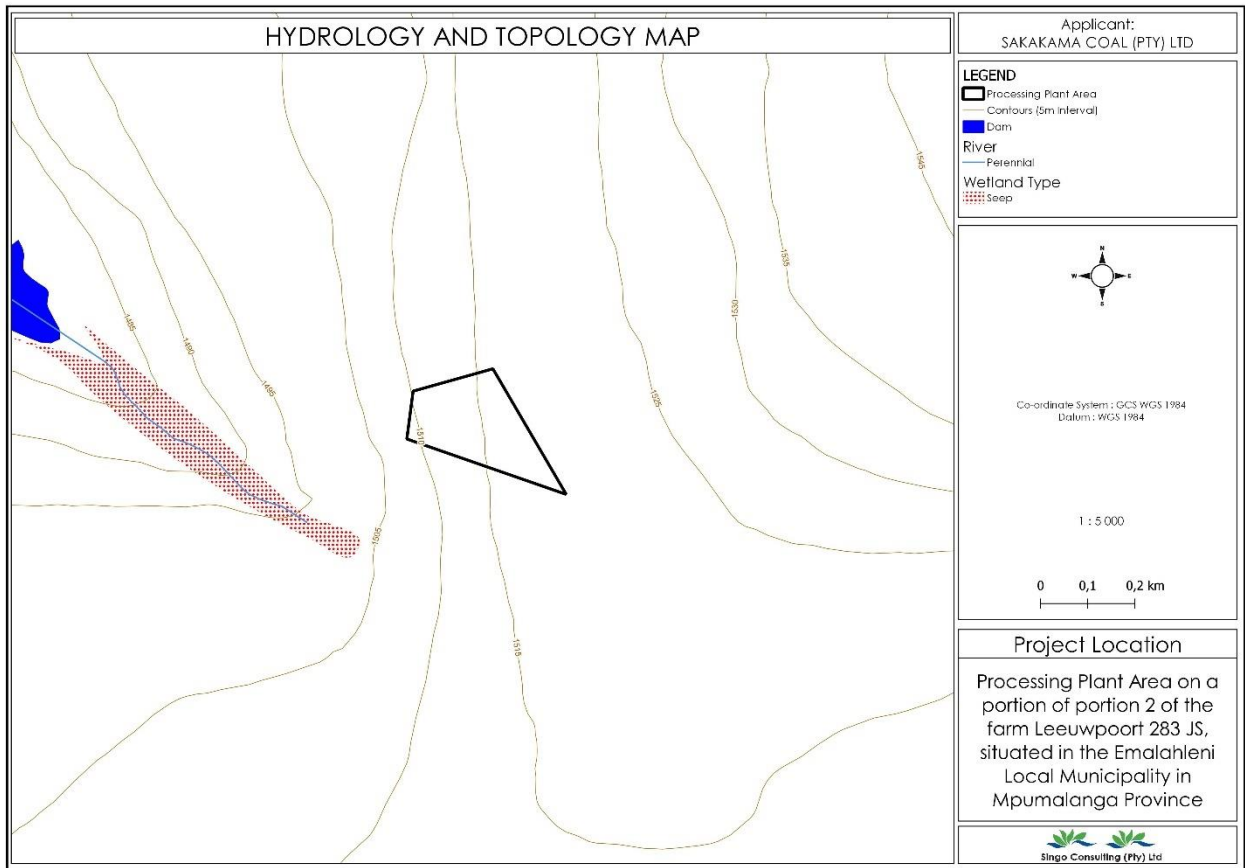 HYDROLOGY AND TOPOLOGY MAP
Applicant:
SAKAKAMA COAL (PTY) LTD
LEGEND
Processing Plant Area
Contours (5m Interval)
Dam
River
Perennial
Wetland Type
Seep
N
W
E
S
Co-ordinate System : GCS WGS 1984
Datum : WGS 1984
1 : 5 000
0 0,1 0,2 km
Project Location
Processing Plant Area on a
portion of portion 2 of the
farm Leeuwpoort 283 JS,
situated in the Emalahleni
Local Municipality in
Mpumalanga Province
Singo Consulting (Pty) Ltd
1545
1535
1530
1525
1485
1490
1495
1510
1505
1515